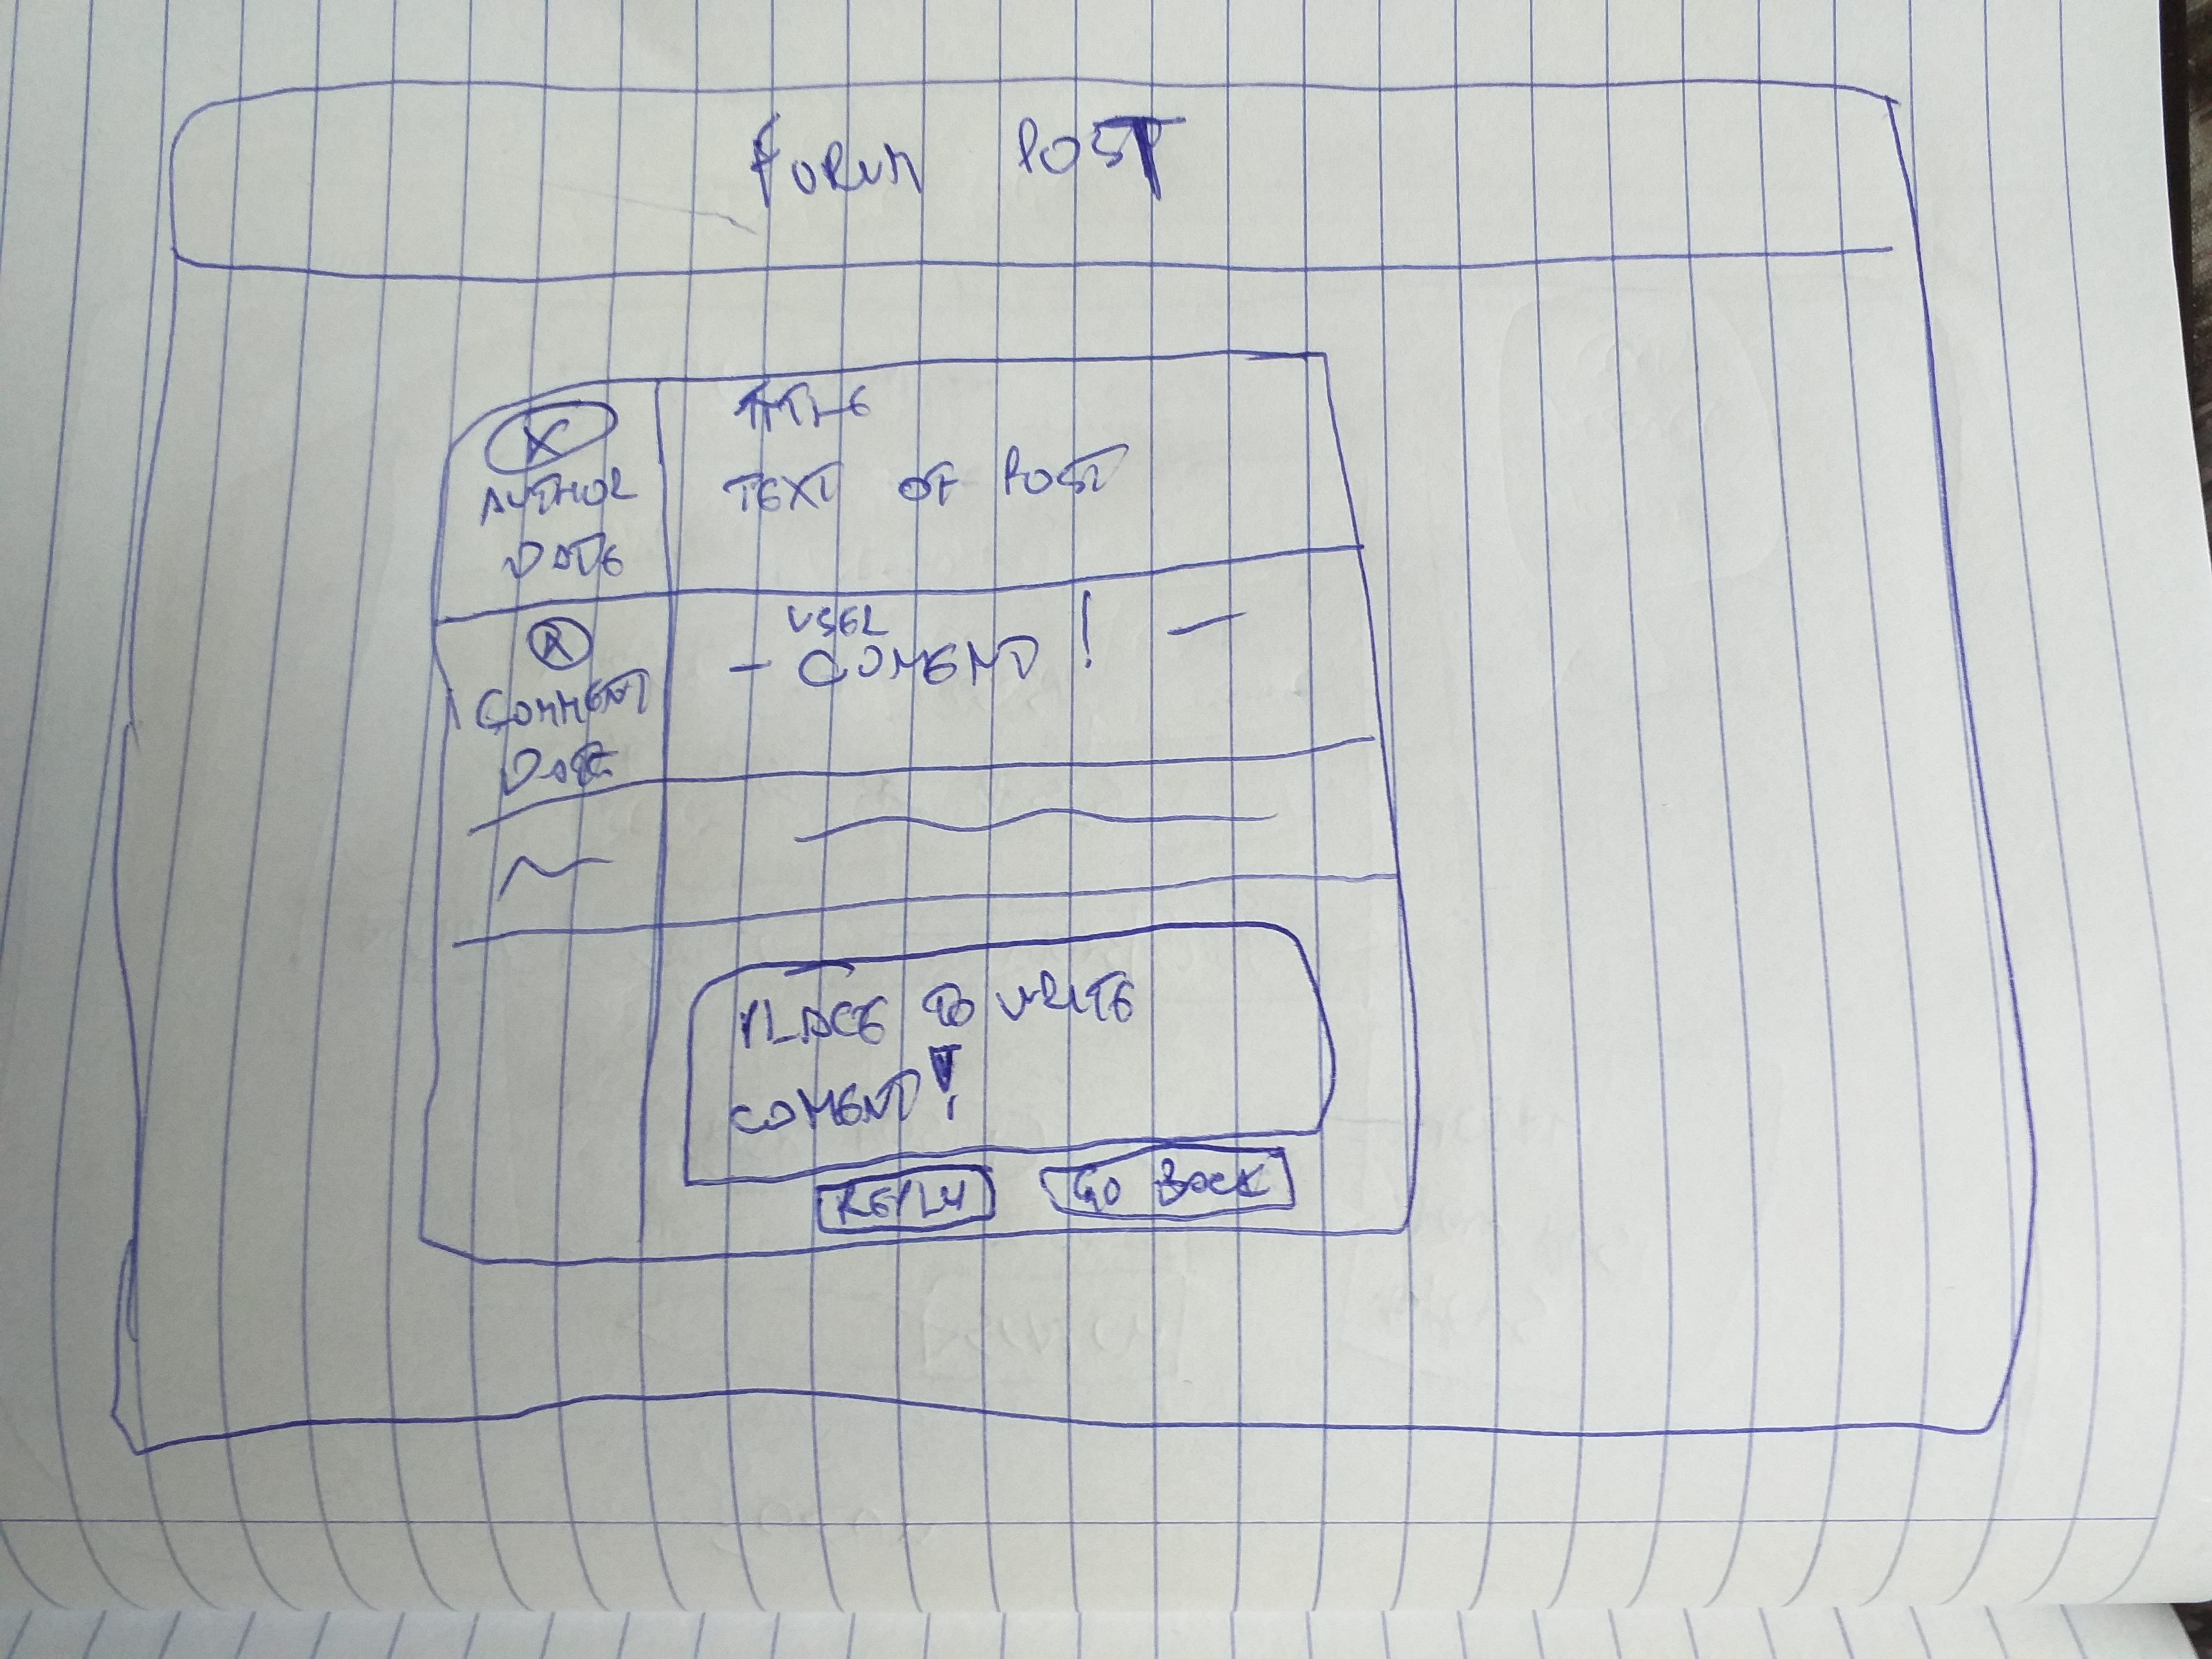 FORUM POST
TITLE
AUTHOR
TEXT OF POST
DATE
USER
- COMEND! -
COMMENT
DATE
PLACE TO WRITE
COMEND!
REPLY
GO BACK